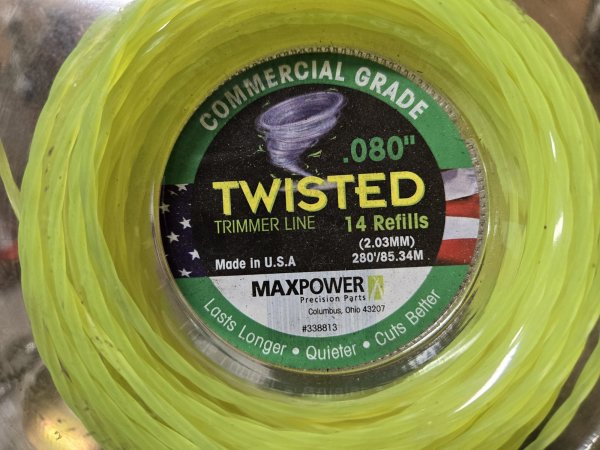 COMMERCIAL GRADE
.080"
TWISTED
TRIMMER LINE
14 Refills
(2.03MM)
Made in U.S.A
280'/85.34M
MAXPOWER
Precision Parts
Columbus, Ohio 43207
#338813
Lasts Longer • Quieter • Cuts Better